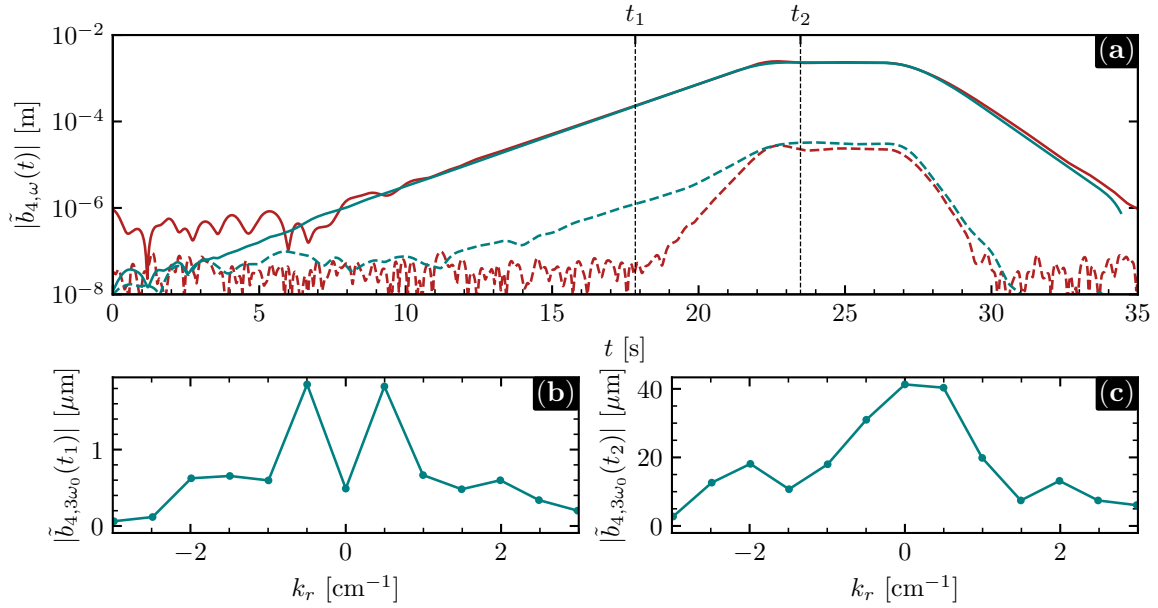 t₁ t₂
(a)
|b̃₄,ω(t)| [m]
10⁻²
10⁻⁴
10⁻⁶
10⁻⁸
0 5 10 15 20 25 30 35
t [s]
(b)
|b̃₄,₃ω₀(t₁)| [μm]
1
0
−2 0 2
kᵣ [cm⁻¹]
(c)
|b̃₄,₃ω₀(t₂)| [μm]
40
20
0
−2 0 2
kᵣ [cm⁻¹]